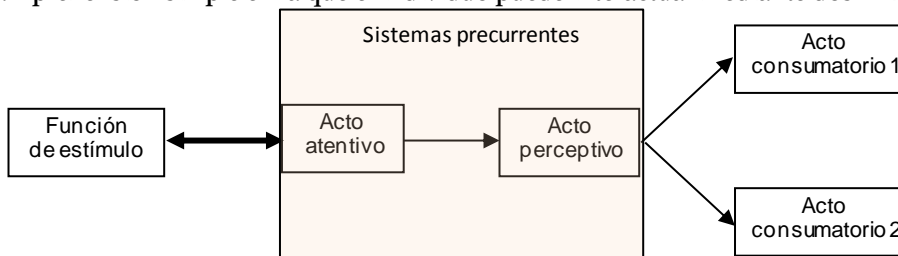 Sistemas precurrentes
Acto
consumatorio 1
Función
de estímulo
Acto
atentivo
Acto
perceptivo
Acto
consumatorio 2